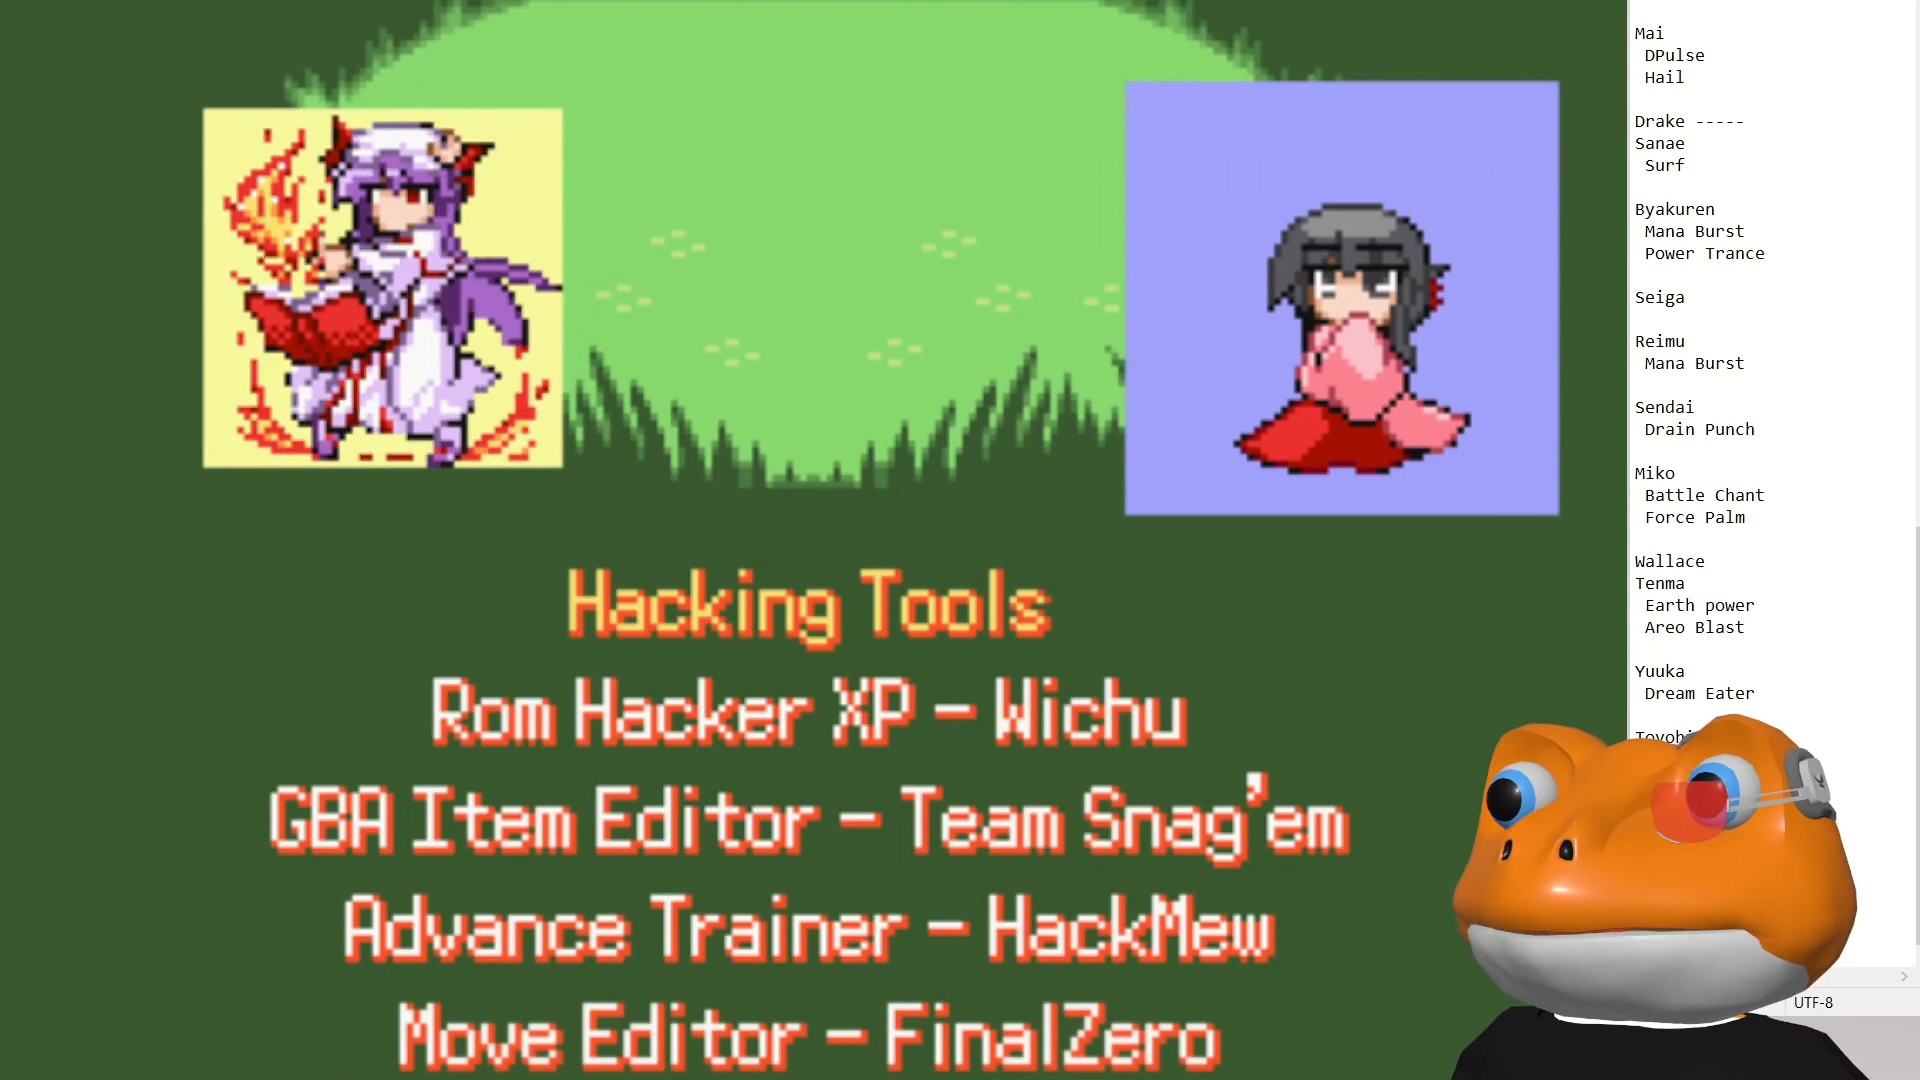 Hacking Tools
Rom Hacker XP - Wichu
GBA Item Editor - Team Snag'em
Advance Trainer - HackMew
Move Editor - FinalZero
Mai
DPulse
Hail
Drake -----
Sanae
Surf
Byakuren
Mana Burst
Power Trance
Seiga
Reimu
Mana Burst
Sendai
Drain Punch
Miko
Battle Chant
Force Palm
Wallace
Tenma
Earth power
Areo Blast
Yuuka
Dream Eater
UTF-8